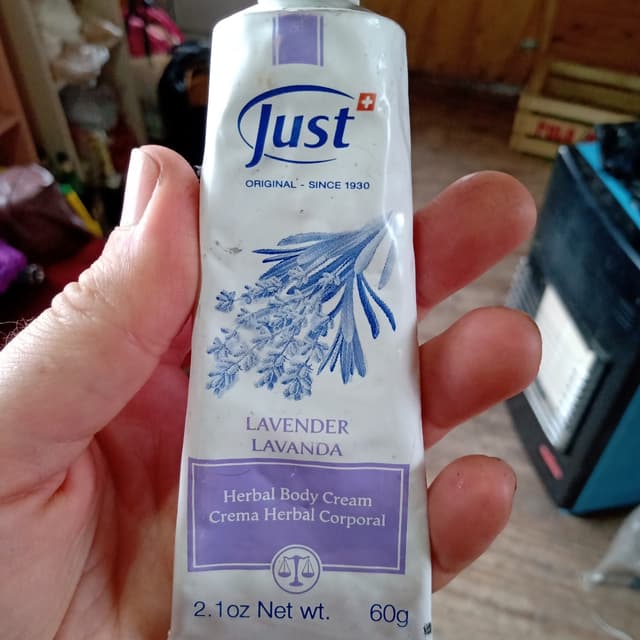 Just
ORIGINAL - SINCE 1930
LAVENDER
LAVANDA
Herbal Body Cream
Crema Herbal Corporal
2.1oz Net wt. 60g